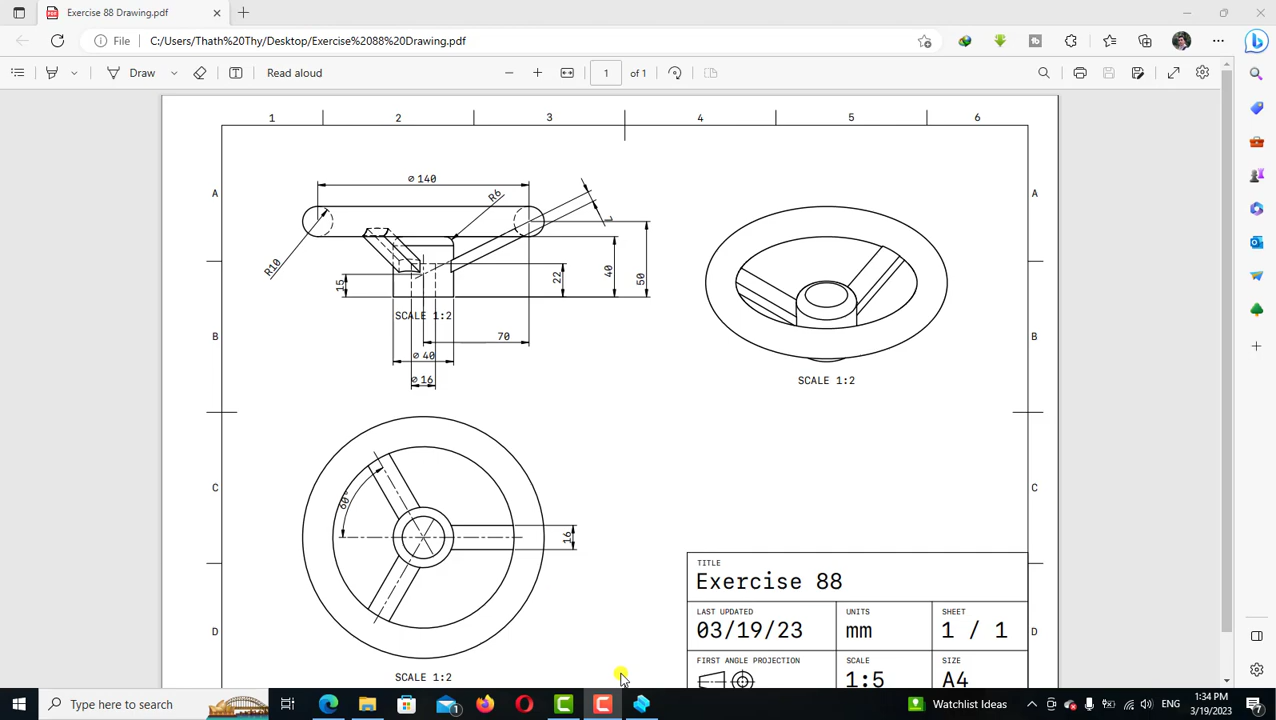 Exercise 88 Drawing.pdf
File C:/Users/Thath%20Thy/Desktop/Exercise%2088%20Drawing.pdf
Draw Read aloud 1 of 1
1 2 3 4 5 6
A A
⌀140
R6
7
R10
15
22
40
50
SCALE 1:2
B B
70
⌀40
⌀16
SCALE 1:2
C C
60°
16
TITLE
Exercise 88
LAST UPDATED UNITS SHEET
03/19/23 mm 1 / 1
D D
FIRST ANGLE PROJECTION SCALE SIZE
1:5 A4
SCALE 1:2
Type here to search
1
Watchlist Ideas
ENG
1:34 PM
3/19/2023
7